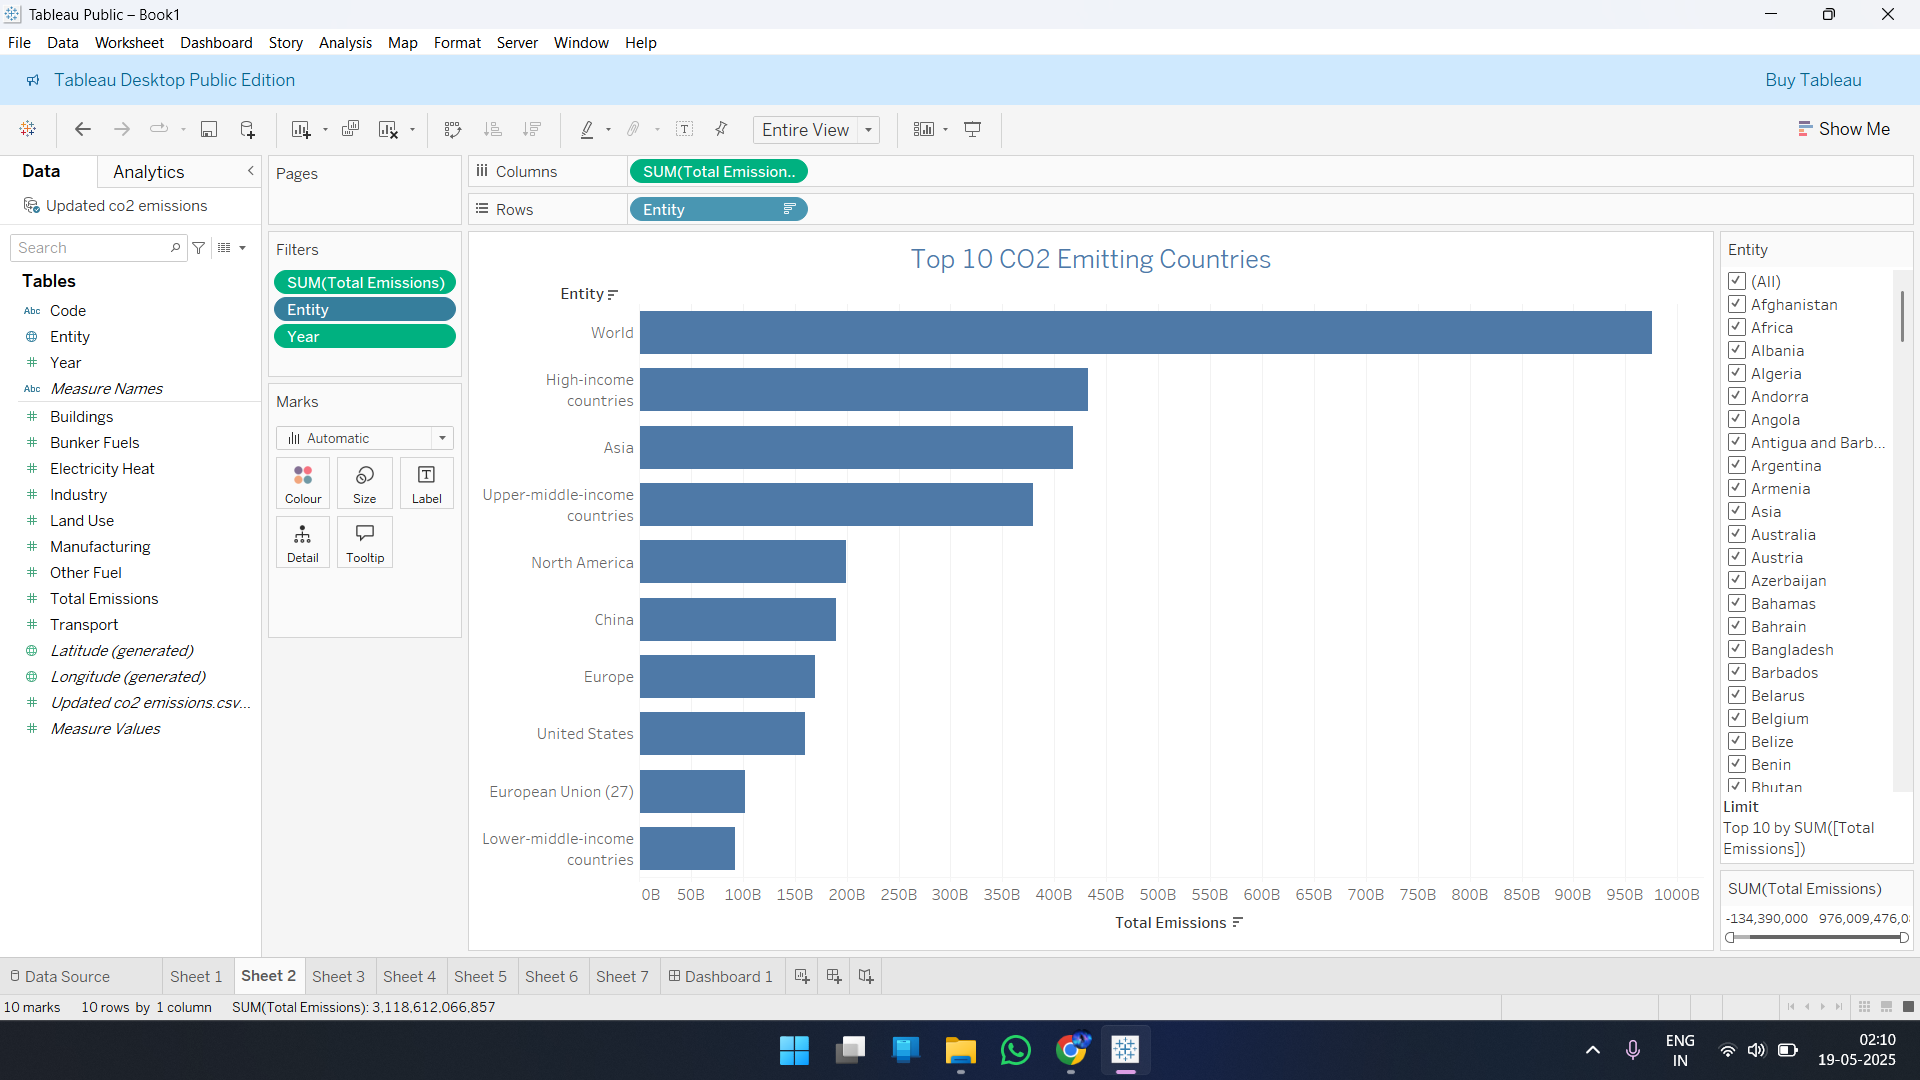 Tableau Public – Book1
File Data Worksheet Dashboard Story Analysis Map Format Server Window Help
Tableau Desktop Public Edition
Buy Tableau
Entire View
Show Me
Data
Analytics
Updated co2 emissions
Search
Tables
Abc Code
Entity
Year
Abc Measure Names
Buildings
Bunker Fuels
Electricity Heat
Industry
Land Use
Manufacturing
Other Fuel
Total Emissions
Transport
Latitude (generated)
Longitude (generated)
Updated co2 emissions.csv...
Measure Values
Pages
Filters
SUM(Total Emissions)
Entity
Year
Marks
Automatic
Colour
Size
Label
Detail
Tooltip
Columns
SUM(Total Emission..
Rows
Entity
Top 10 CO2 Emitting Countries
Entity
World
High-income
countries
Asia
Upper-middle-income
countries
North America
China
Europe
United States
European Union (27)
Lower-middle-income
countries
0B 50B 100B 150B 200B 250B 300B 350B 400B 450B 500B 550B 600B 650B 700B 750B 800B 850B 900B 950B 1000B
Total Emissions
Entity
(All)
Afghanistan
Africa
Albania
Algeria
Andorra
Angola
Antigua and Barb...
Argentina
Armenia
Asia
Australia
Austria
Azerbaijan
Bahamas
Bahrain
Bangladesh
Barbados
Belarus
Belgium
Belize
Benin
Bhutan
Limit
Top 10 by SUM([Total
Emissions])
SUM(Total Emissions)
-134,390,000 976,009,476,0
Data Source
Sheet 1
Sheet 2
Sheet 3
Sheet 4
Sheet 5
Sheet 6
Sheet 7
Dashboard 1
10 marks 10 rows by 1 column SUM(Total Emissions): 3,118,612,066,857
ENG
IN
02:10
19-05-2025